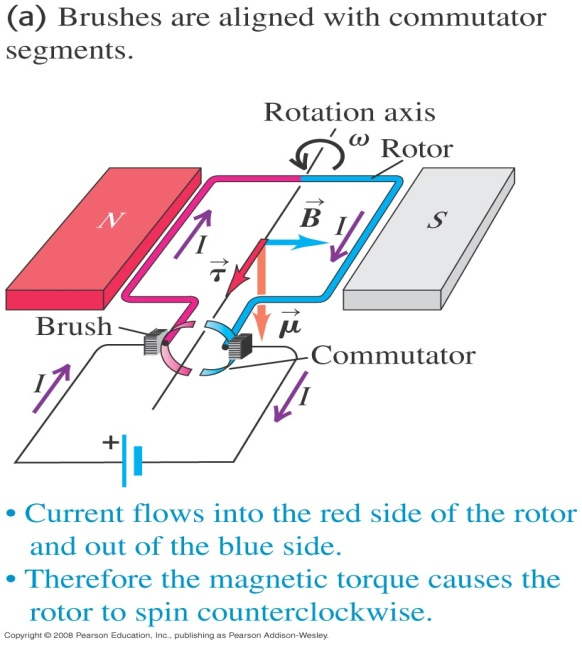 (a) Brushes are aligned with commutator
segments.
Rotation axis
ω
Rotor
N
B⃗
I
S
I
τ⃗
Brush
μ⃗
Commutator
I
I
+
• Current flows into the red side of the rotor
and out of the blue side.
• Therefore the magnetic torque causes the
rotor to spin counterclockwise.
Copyright © 2008 Pearson Education, Inc., publishing as Pearson Addison-Wesley.